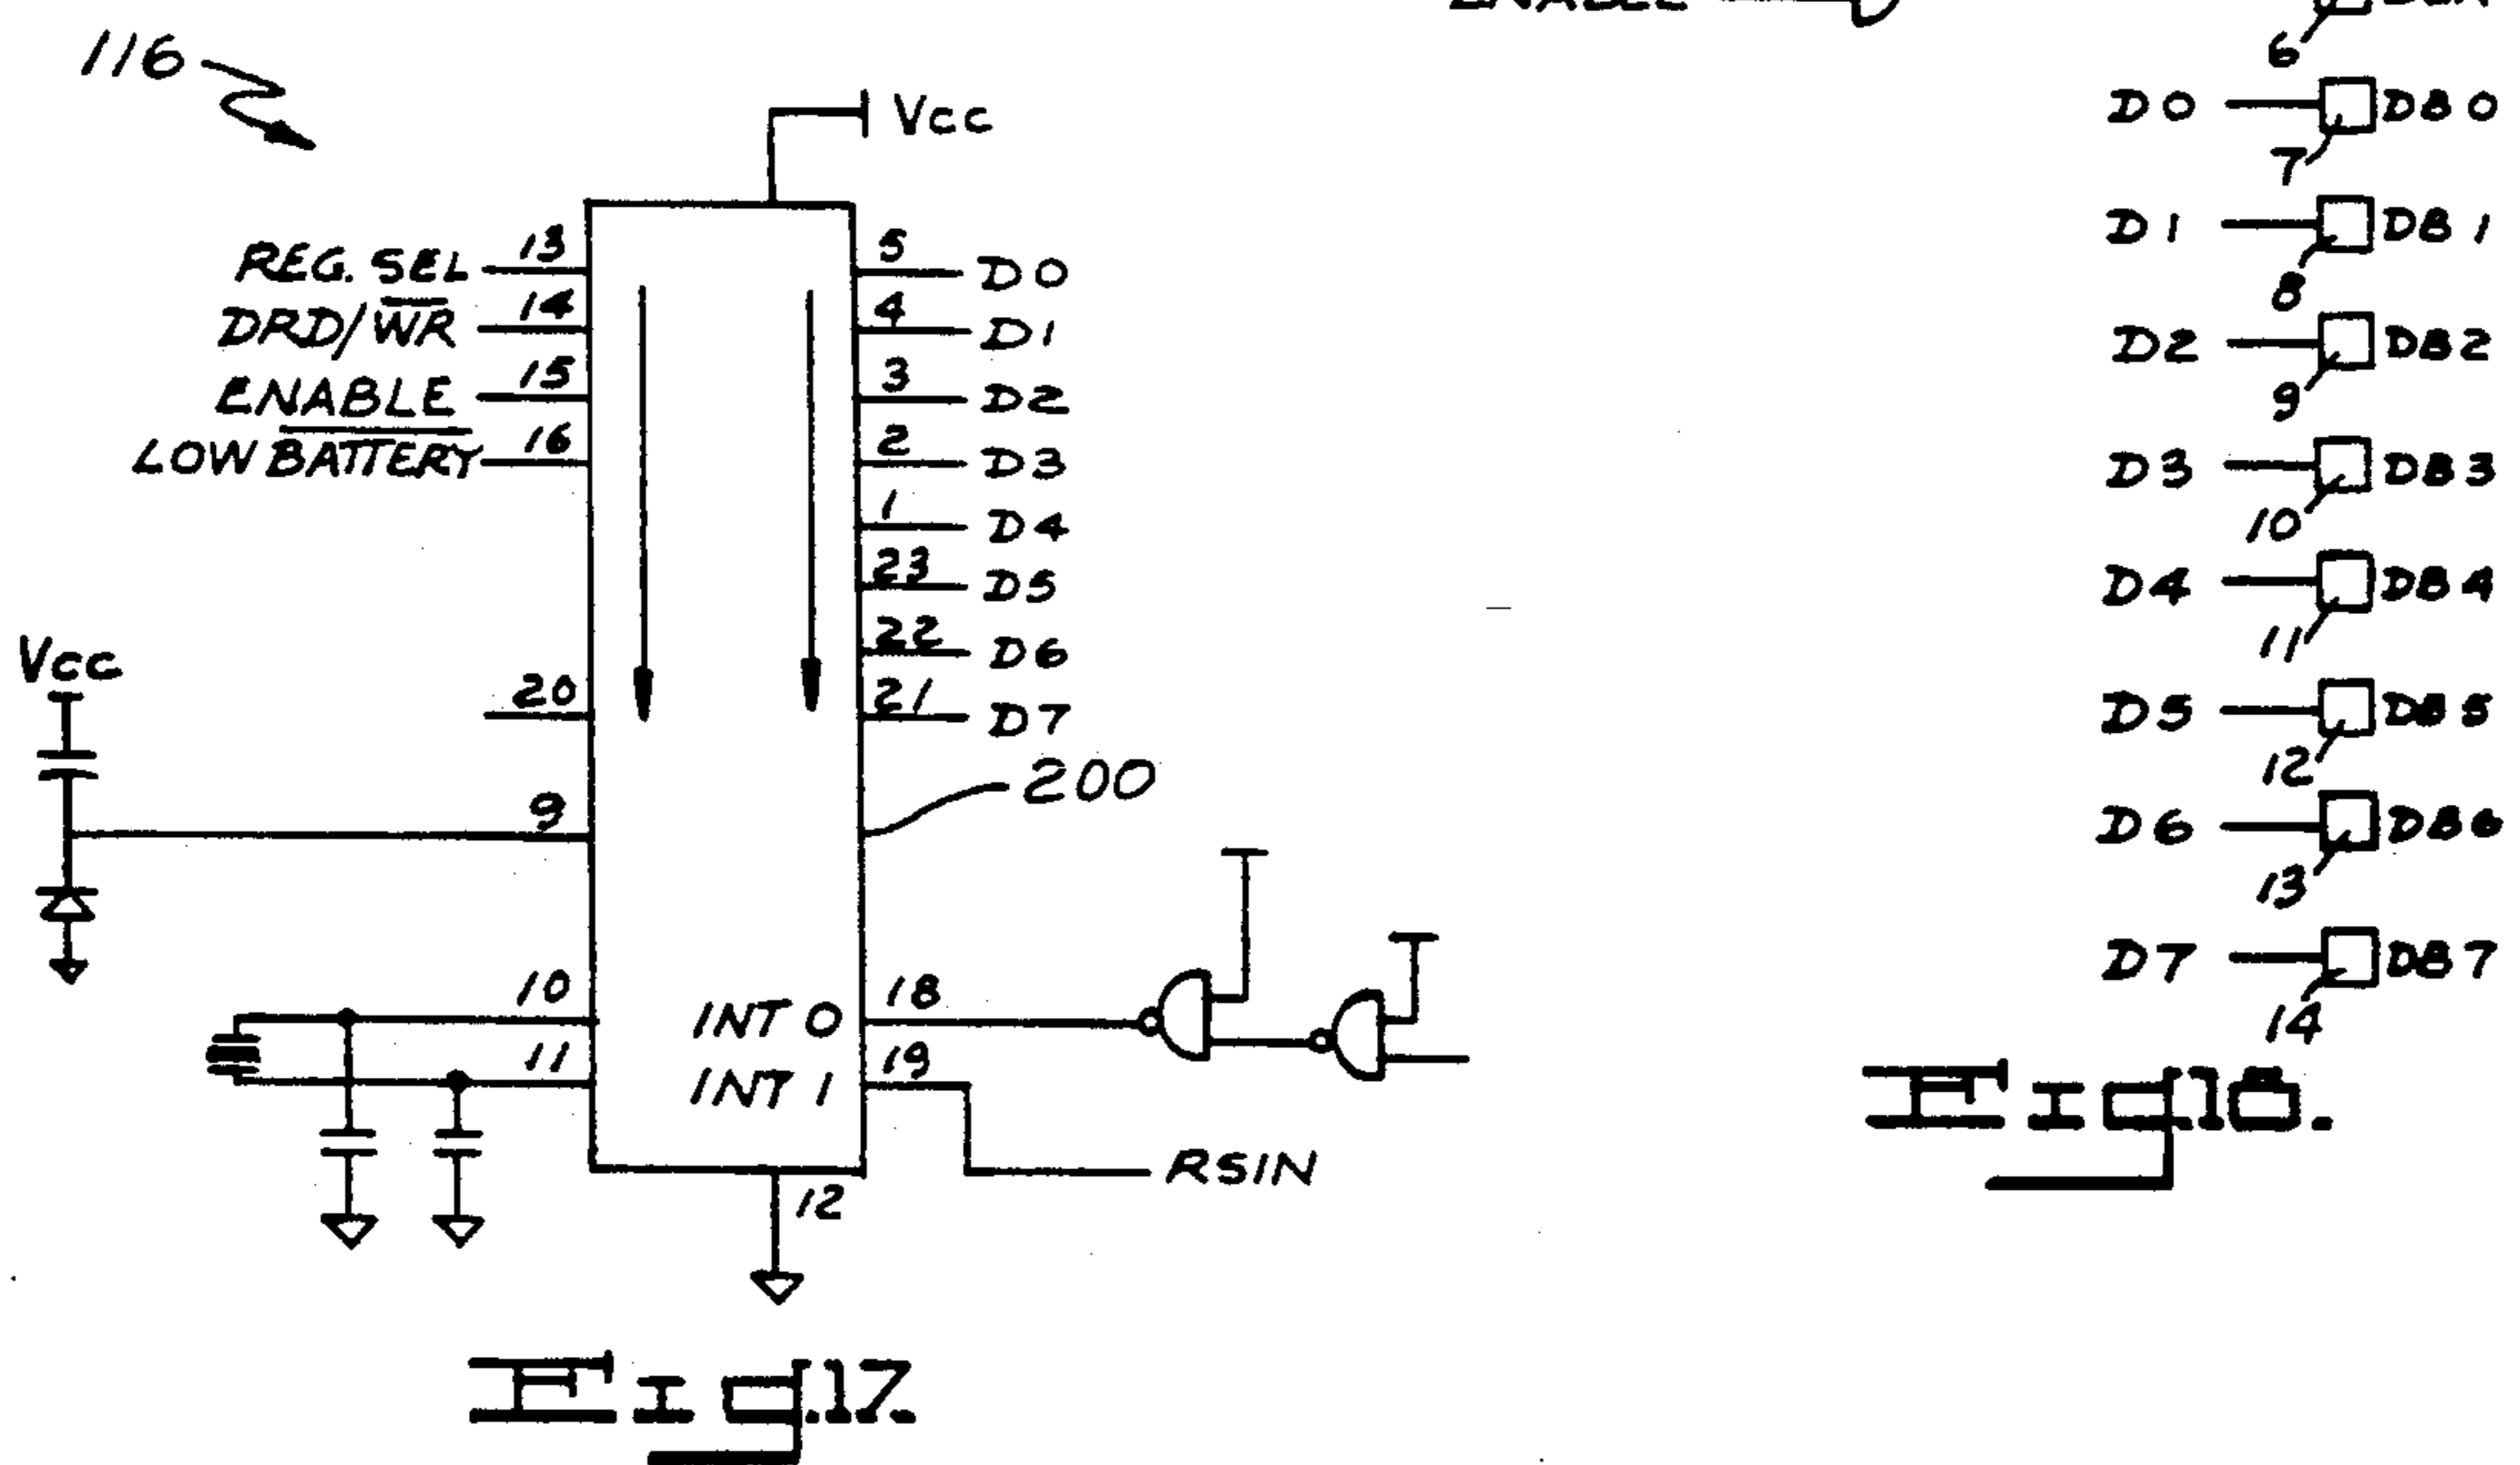 116
Vcc
REG. SEL 13
DRD/WR 14
ENABLE 15
LOW BATTERY 16
5 D0
4 D1
3 D2
2 D3
1 D4
23 D5
22 D6
21 D7
200
Vcc
20
9
10
11
INT 0 18
INT 1 19
RSIN
12
Fig.17.
ENABLE
6
D0 DB0
7
D1 DB1
8
D2 DB2
9
D3 DB3
10
D4 DB4
11
D5 DB5
12
D6 DB6
13
D7 DB7
14
Fig.18.